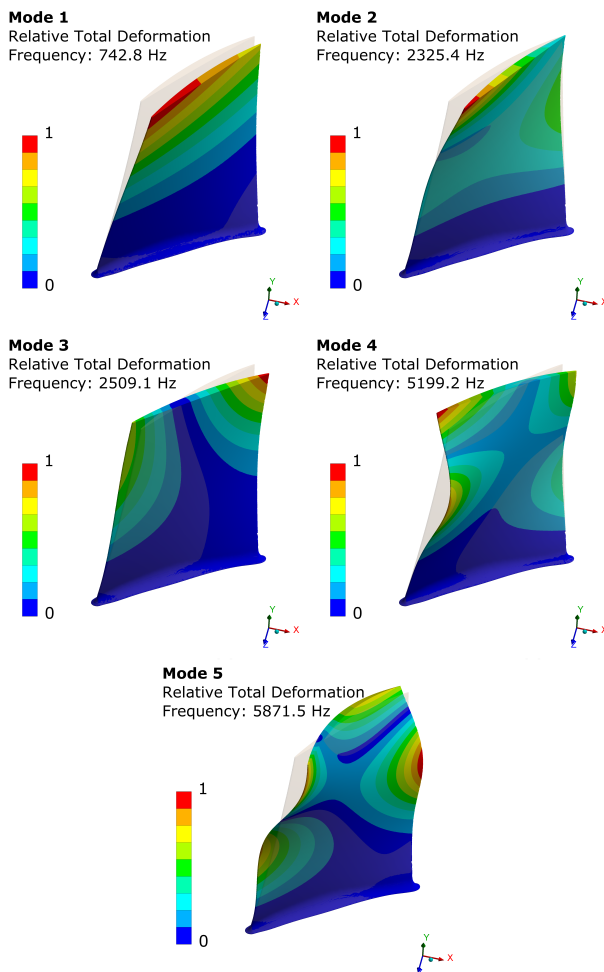 Mode 1
Relative Total Deformation
Frequency: 742.8 Hz
1
0
Y
X
Z
Mode 2
Relative Total Deformation
Frequency: 2325.4 Hz
1
0
Y
X
Z
Mode 3
Relative Total Deformation
Frequency: 2509.1 Hz
1
0
Y
X
Z
Mode 4
Relative Total Deformation
Frequency: 5199.2 Hz
1
0
Y
X
Z
Mode 5
Relative Total Deformation
Frequency: 5871.5 Hz
1
0
Y
X